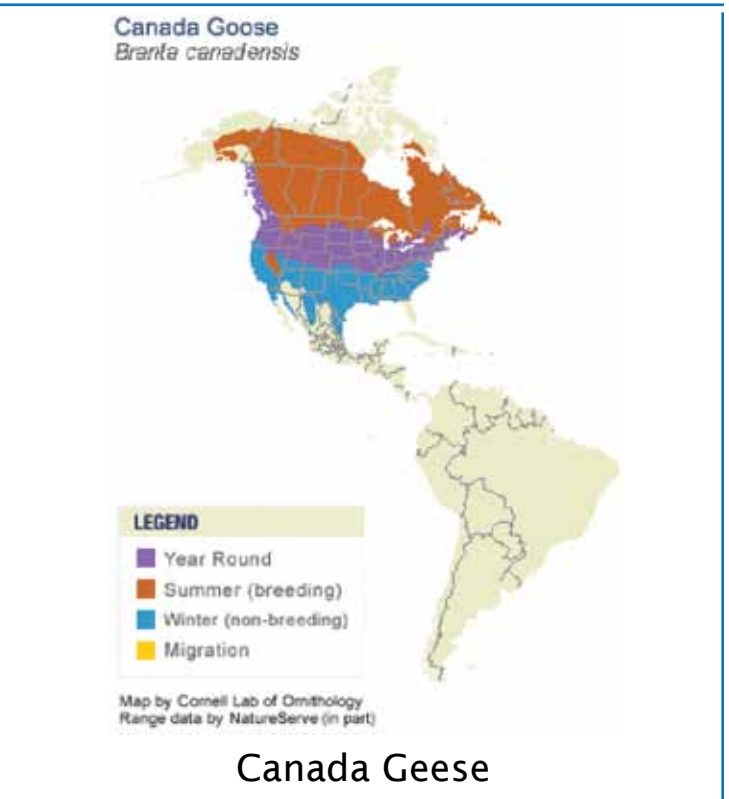 Canada Goose
Branta canadensis
LEGEND
Year Round
Summer (breeding)
Winter (non-breeding)
Migration
Map by Cornell Lab of Ornithology
Range data by NatureServe (in part)
Canada Geese